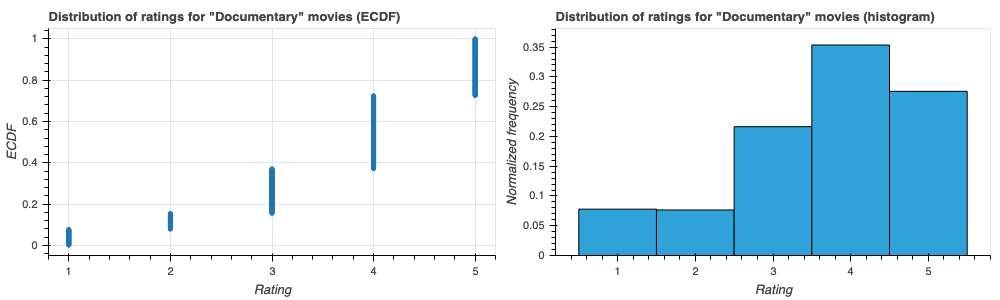 Distribution of ratings for "Documentary" movies (ECDF)
1
0.8
0.6
0.4
0.2
0
ECDF
1 2 3 4 5
Rating
Distribution of ratings for "Documentary" movies (histogram)
0.35
0.3
0.25
0.2
0.15
0.1
0.05
0
Normalized frequency
1 2 3 4 5
Rating